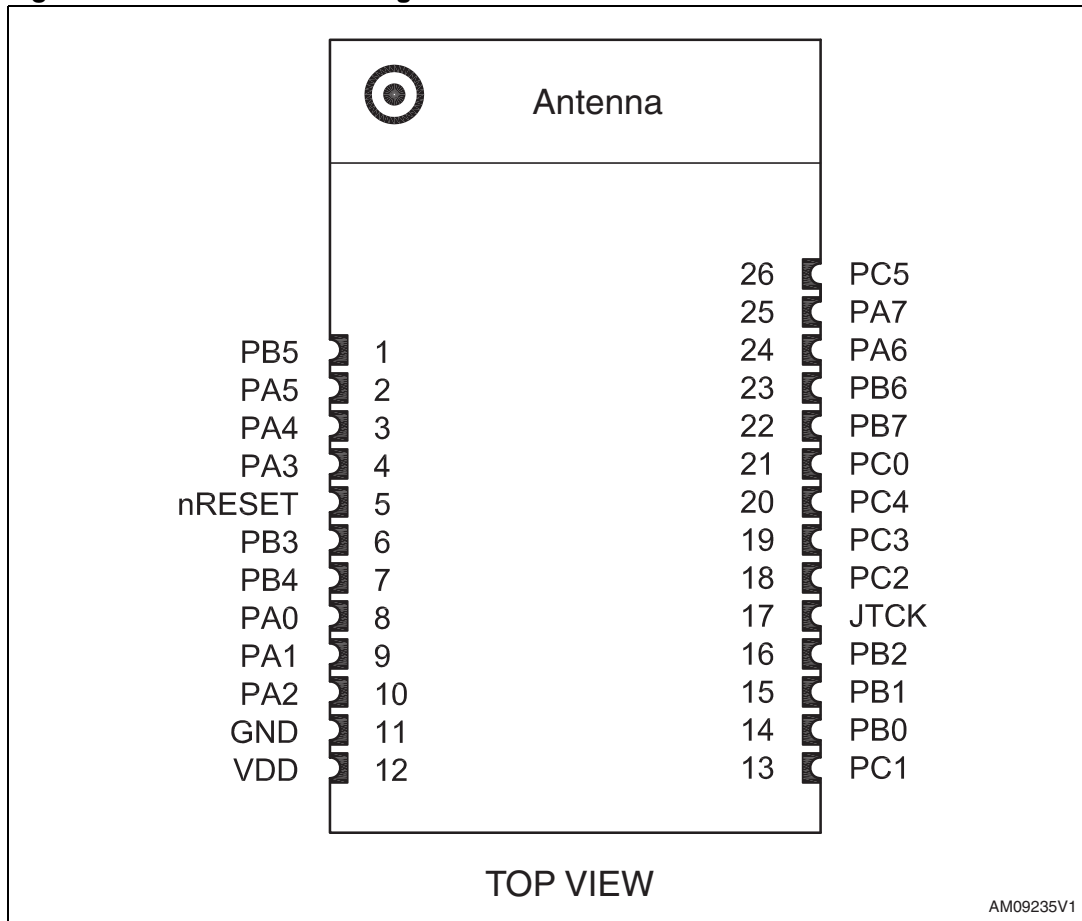 Antenna
26 PC5
25 PA7
PB5 1 24 PA6
PA5 2 23 PB6
PA4 3 22 PB7
PA3 4 21 PC0
nRESET 5 20 PC4
PB3 6 19 PC3
PB4 7 18 PC2
PA0 8 17 JTCK
PA1 9 16 PB2
PA2 10 15 PB1
GND 11 14 PB0
VDD 12 13 PC1
TOP VIEW
AM09235V1